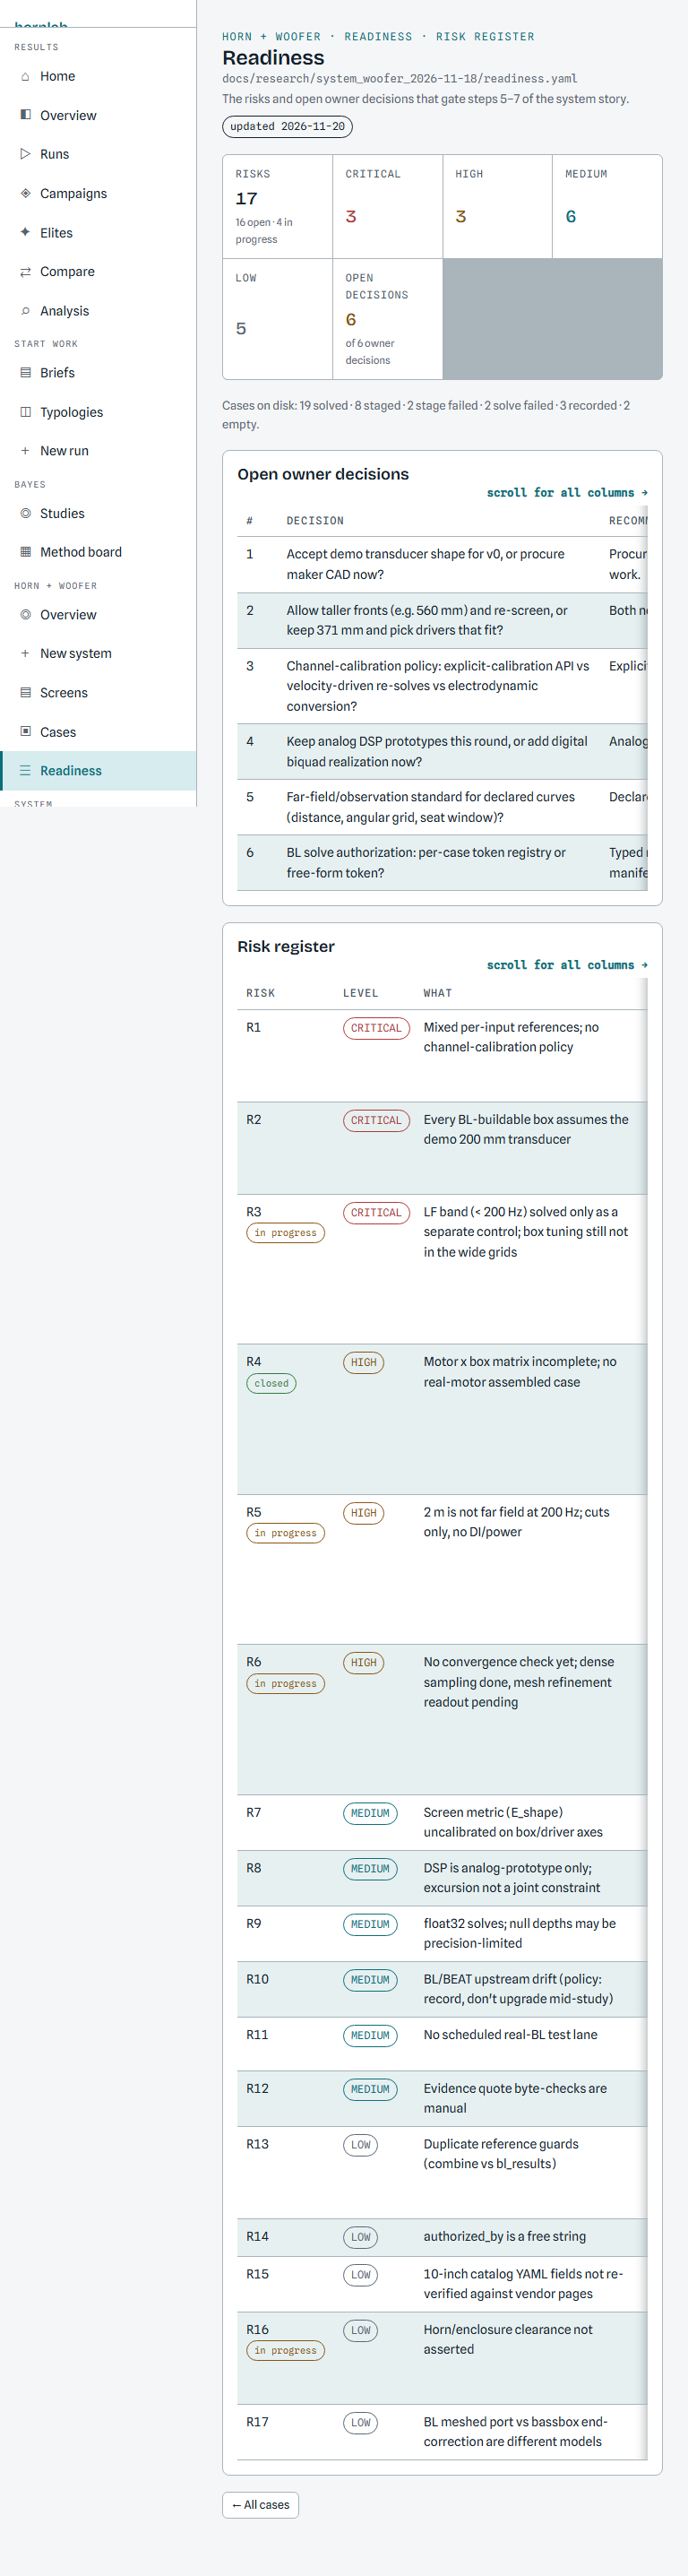 RESULTS
Home
Overview
Runs
Campaigns
Elites
Compare
Analysis
START WORK
Briefs
Typologies
+ New run
BAYES
Studies
Method board
HORN + WOOFER
Overview
+ New system
Screens
Cases
Readiness
SYSTEM
HORN + WOOFER · READINESS · RISK REGISTER
Readiness
docs/research/system_woofer_2026-11-18/readiness.yaml
The risks and open owner decisions that gate steps 5–7 of the system story.
updated 2026-11-20
RISKS
17
16 open · 4 in
progress
CRITICAL
3
HIGH
3
MEDIUM
6
LOW
5
OPEN
DECISIONS
6
of 6 owner
decisions
Cases on disk: 19 solved · 8 staged · 2 stage failed · 2 solve failed · 3 recorded · 2
empty.
Open owner decisions
scroll for all columns →
# DECISION
1 Accept demo transducer shape for v0, or procure
maker CAD now?
work.
2 Allow taller fronts (e.g. 560 mm) and re-screen, or
keep 371 mm and pick drivers that fit?
Both
3 Channel-calibration policy: explicit-calibration API vs
velocity-driven re-solves vs electrodynamic
conversion?
4 Keep analog DSP prototypes this round, or add digital
biquad realization now?
Analog
5 Far-field/observation standard for declared curves
(distance, angular grid, seat window)?
6 BL solve authorization: per-case token registry or
free-form token?
Typed
Risk register
scroll for all columns →
RISK LEVEL WHAT
R1 CRITICAL Mixed per-input references; no
channel-calibration policy
R2 CRITICAL Every BL-buildable box assumes the
demo 200 mm transducer
R3 CRITICAL LF band (< 200 Hz) solved only as a
in progress separate control; box tuning still not
in the wide grids
R4 HIGH Motor x box matrix incomplete; no
closed real-motor assembled case
R5 HIGH 2 m is not far field at 200 Hz; cuts
in progress only, no DI/power
R6 HIGH No convergence check yet; dense
in progress sampling done, mesh refinement
readout pending
R7 MEDIUM Screen metric (E_shape)
uncalibrated on box/driver axes
R8 MEDIUM DSP is analog-prototype only;
excursion not a joint constraint
R9 MEDIUM float32 solves; null depths may be
precision-limited
R10 MEDIUM BL/BEAT upstream drift (policy:
record, don't upgrade mid-study)
R11 MEDIUM No scheduled real-BL test lane
R12 MEDIUM Evidence quote byte-checks are
manual
R13 LOW Duplicate reference guards
(combine vs bl_results)
R14 LOW authorized_by is a free string
R15 LOW 10-inch catalog YAML fields not re-
verified against vendor pages
R16 LOW Horn/enclosure clearance not
in progress asserted
R17 LOW BL meshed port vs bassbox end-
correction are different models
← All cases